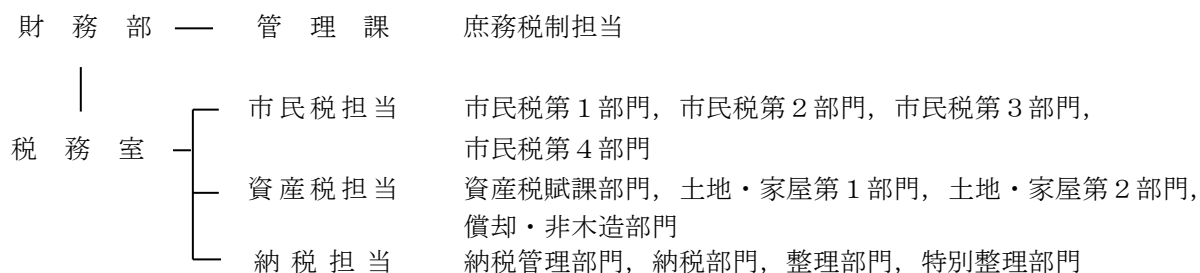 財務部 管理課 庶務税制担当
市民税担当 市民税第１部門，市民税第２部門，市民税第３部門，
税務室 市民税第４部門
資産税担当 資産税賦課部門，土地・家屋第１部門，土地・家屋第２部門，
償却・非木造部門
納税担当 納税管理部門，納税部門，整理部門，特別整理部門